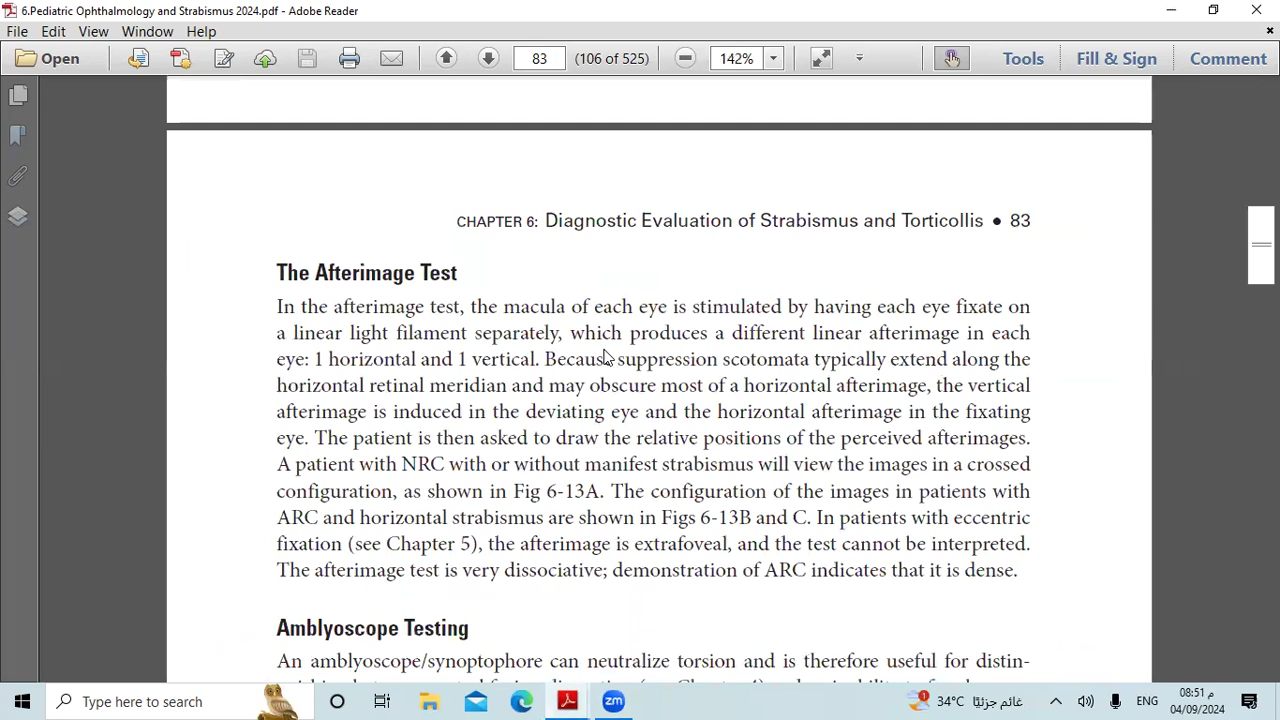 6.Pediatric Ophthalmology and Strabismus 2024.pdf - Adobe Reader
File Edit View Window Help
Open 83 (106 of 525) 142% Tools Fill & Sign Comment
CHAPTER 6: Diagnostic Evaluation of Strabismus and Torticollis • 83
The Afterimage Test
In the afterimage test, the macula of each eye is stimulated by having each eye fixate on
a linear light filament separately, which produces a different linear afterimage in each
eye: 1 horizontal and 1 vertical. Because suppression scotomata typically extend along the
horizontal retinal meridian and may obscure most of a horizontal afterimage, the vertical
afterimage is induced in the deviating eye and the horizontal afterimage in the fixating
eye. The patient is then asked to draw the relative positions of the perceived afterimages.
A patient with NRC with or without manifest strabismus will view the images in a crossed
configuration, as shown in Fig 6-13A. The configuration of the images in patients with
ARC and horizontal strabismus are shown in Figs 6-13B and C. In patients with eccentric
fixation (see Chapter 5), the afterimage is extrafoveal, and the test cannot be interpreted.
The afterimage test is very dissociative; demonstration of ARC indicates that it is dense.
Amblyoscope Testing
An amblyoscope/synoptophore can neutralize torsion and is therefore useful for distin-
Type here to search zm 1 34°C غائم جزئيًا ENG 08:51 م
04/09/2024